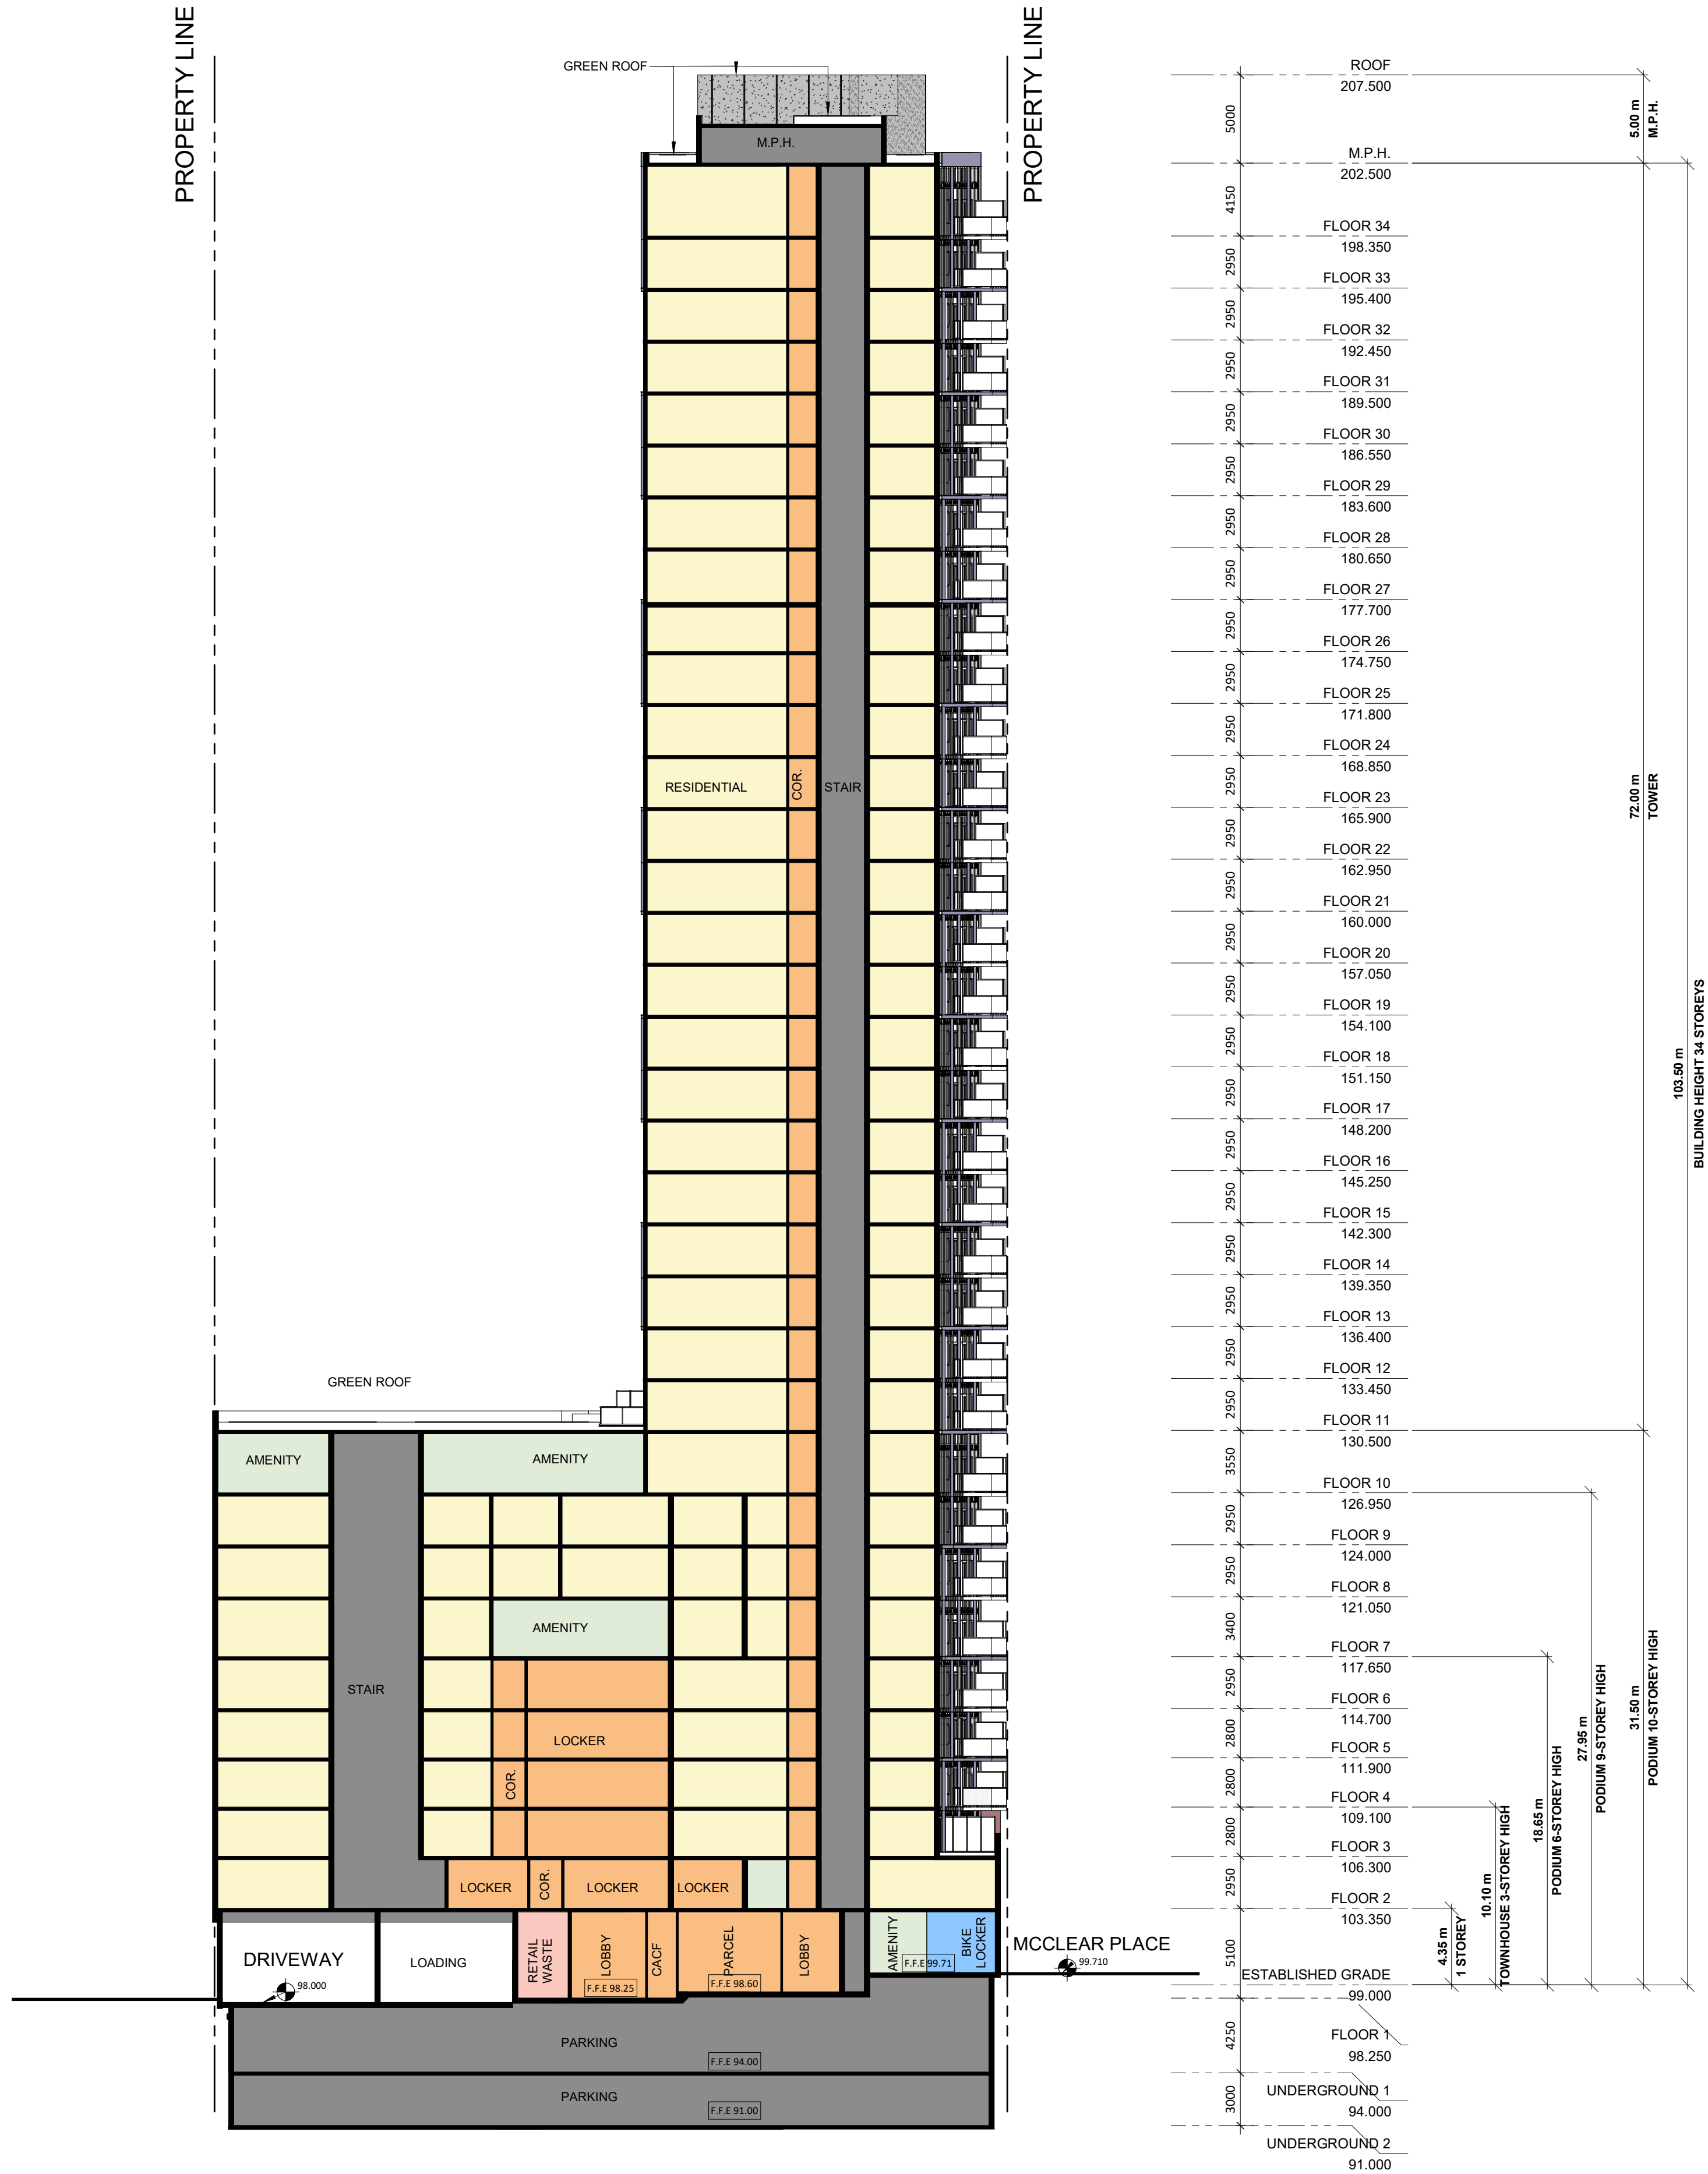 PROPERTY LINE
PROPERTY LINE
GREEN ROOF
M.P.H.
RESIDENTIAL
COR.
STAIR
GREEN ROOF
AMENITY
AMENITY
AMENITY
STAIR
LOCKER
COR.
LOCKER
COR.
LOCKER
LOCKER
DRIVEWAY
98.000
LOADING
RETAIL
WASTE
LOBBY
F.F.E 98.25
CACF
PARCEL
F.F.E 98.60
LOBBY
AMENITY
F.F.E 99.71
BIKE
LOCKER
MCCLEAR PLACE
99.710
PARKING
F.F.E 94.00
PARKING
F.F.E 91.00
ROOF
207.500
5000
M.P.H.
202.500
4150
FLOOR 34
198.350
2950
FLOOR 33
195.400
2950
FLOOR 32
192.450
2950
FLOOR 31
189.500
2950
FLOOR 30
186.550
2950
FLOOR 29
183.600
2950
FLOOR 28
180.650
2950
FLOOR 27
177.700
2950
FLOOR 26
174.750
2950
FLOOR 25
171.800
2950
FLOOR 24
168.850
2950
FLOOR 23
165.900
2950
FLOOR 22
162.950
2950
FLOOR 21
160.000
2950
FLOOR 20
157.050
2950
FLOOR 19
154.100
2950
FLOOR 18
151.150
2950
FLOOR 17
148.200
2950
FLOOR 16
145.250
2950
FLOOR 15
142.300
2950
FLOOR 14
139.350
2950
FLOOR 13
136.400
2950
FLOOR 12
133.450
2950
FLOOR 11
130.500
3550
FLOOR 10
126.950
2950
FLOOR 9
124.000
2950
FLOOR 8
121.050
3400
FLOOR 7
117.650
2950
FLOOR 6
114.700
2800
FLOOR 5
111.900
2800
FLOOR 4
109.100
2800
FLOOR 3
106.300
2950
FLOOR 2
103.350
5100
ESTABLISHED GRADE
99.000
FLOOR 1
98.250
4250
UNDERGROUND 1
94.000
3000
UNDERGROUND 2
91.000
4.35 m
1 STOREY
10.10 m
TOWNHOUSE 3-STOREY HIGH
18.65 m
PODIUM 6-STOREY HIGH
27.95 m
PODIUM 9-STOREY HIGH
31.50 m
PODIUM 10-STOREY HIGH
72.00 m
TOWER
5.00 m
M.P.H.
103.50 m
BUILDING HEIGHT 34 STOREYS